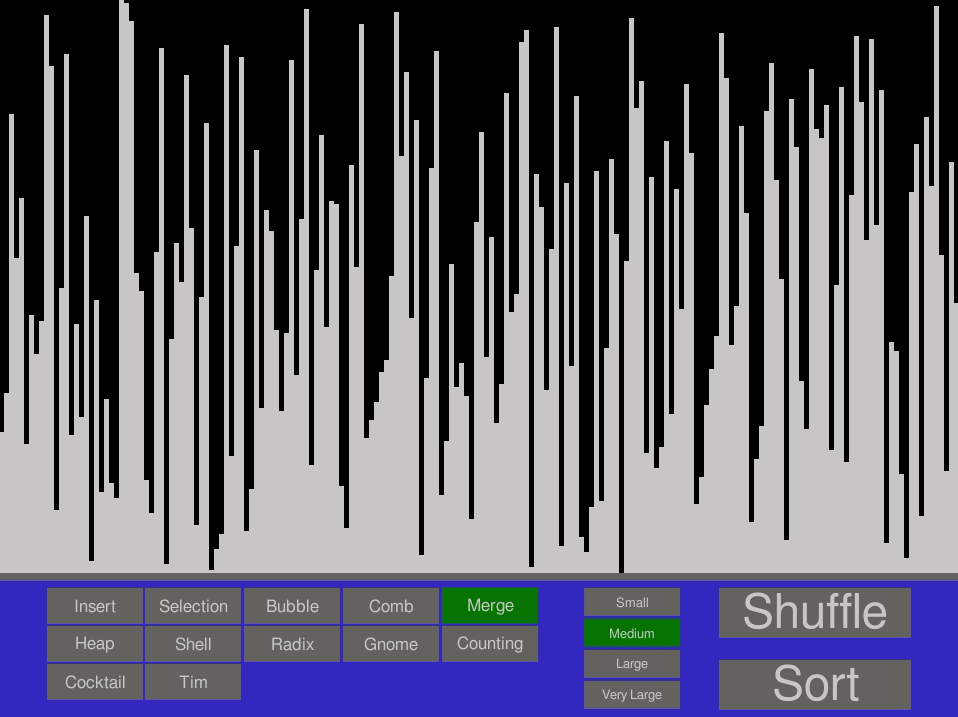 Insert Selection Bubble Comb Merge
Heap Shell Radix Gnome Counting
Cocktail Tim
Small
Medium
Large
Very Large
Shuffle
Sort